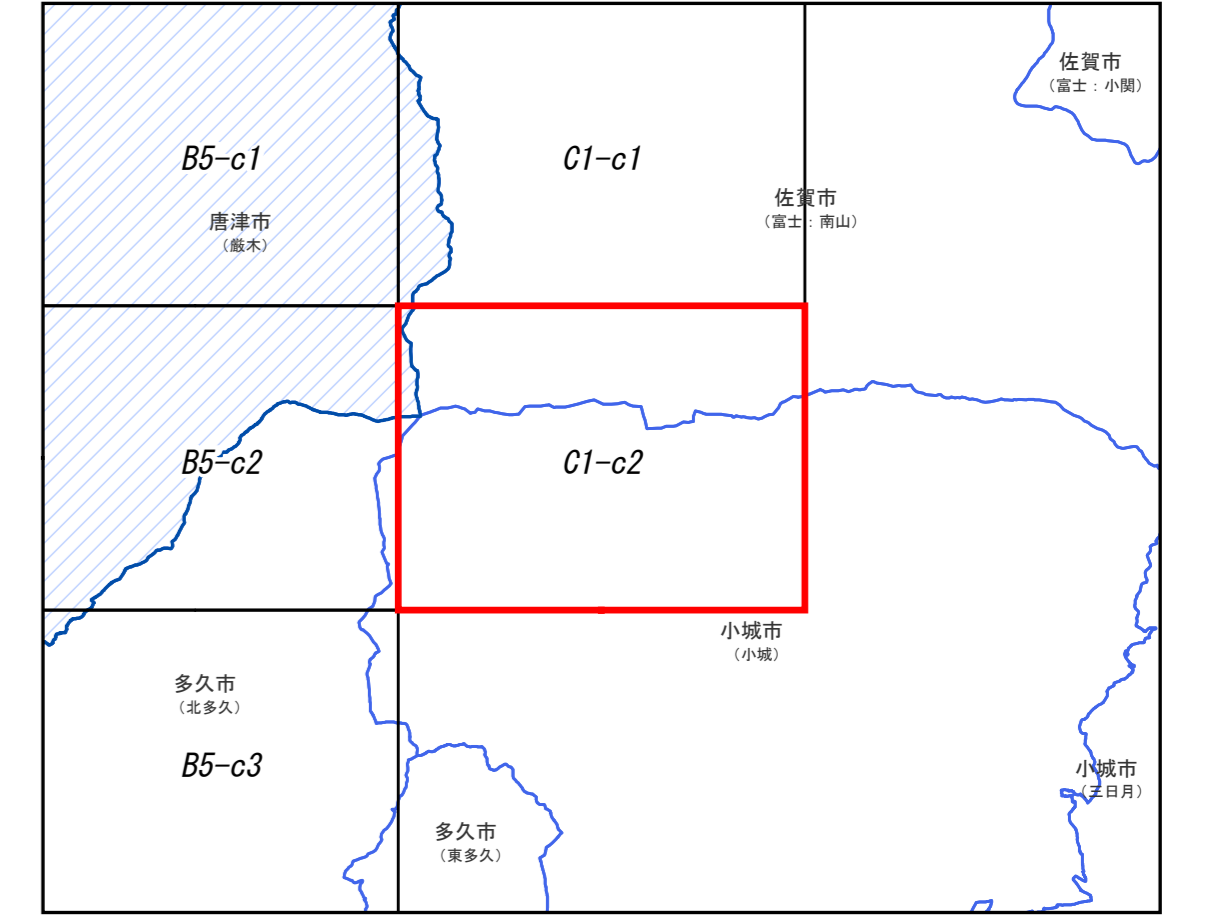 佐賀市
（富士：小関）
B5-c1
C1-c1
佐賀市
（富士：南山）
唐津市
（厳木）
B5-c2
C1-c2
小城市
（小城）
多久市
（北多久）
B5-c3
小城市
（三日月）
多久市
（東多久）